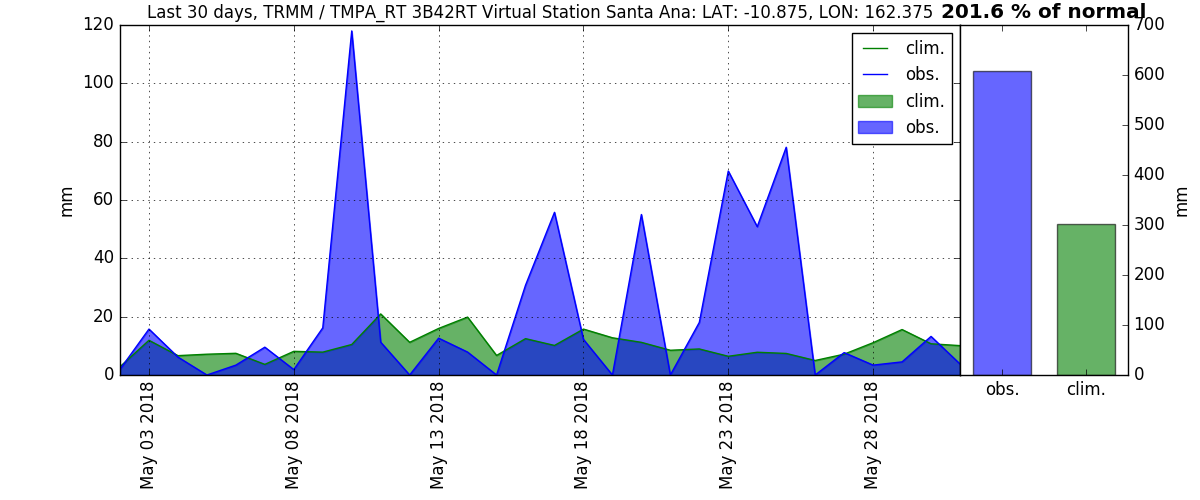 Last 30 days, TRMM / TMPA_RT 3B42RT Virtual Station Santa Ana: LAT: -10.875, LON: 162.375 201.6 % of normal
120
100
80
60
40
20
0
mm
clim.
obs.
clim.
obs.
700
600
500
400
300
200
100
0
mm
obs. clim.
May 03 2018
May 08 2018
May 13 2018
May 18 2018
May 23 2018
May 28 2018